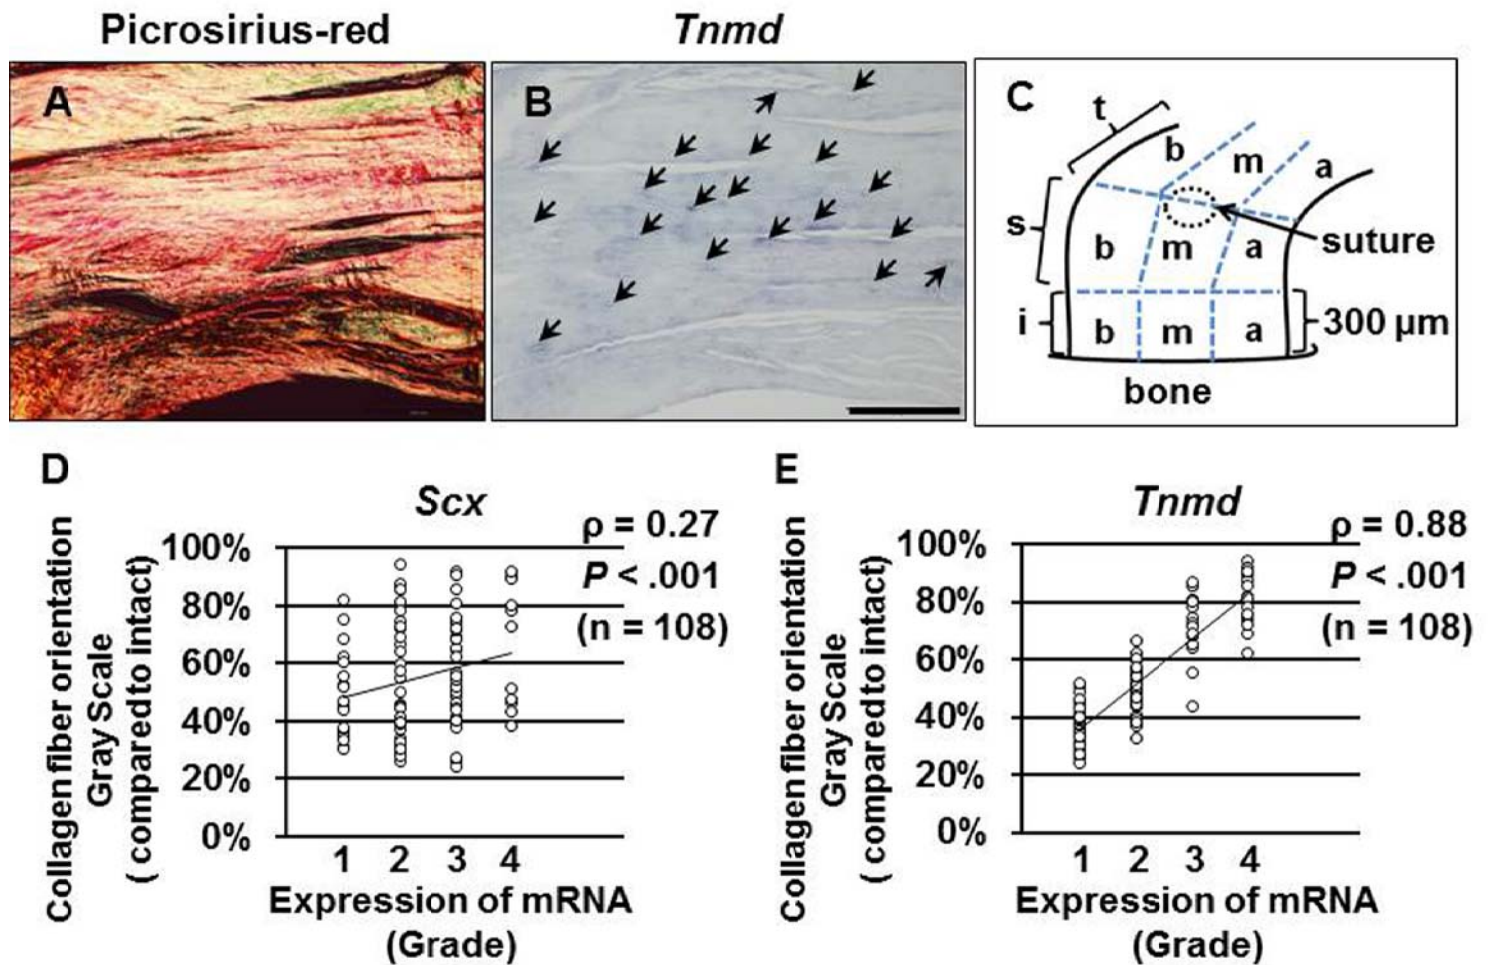 Picrosirius-red
Tnmd
A
B
C
t
b
m
a
s
b
m
a
suture
i
b
m
a
300 µm
bone
D
Scx
ρ = 0.27
P < .001
(n = 108)
Collagen fiber orientation
Gray Scale
( compared to intact)
100%
80%
60%
40%
20%
0%
1 2 3 4
Expression of mRNA
(Grade)
E
Tnmd
ρ = 0.88
P < .001
(n = 108)
Collagen fiber orientation
Gray Scale
( compared to intact)
100%
80%
60%
40%
20%
0%
1 2 3 4
Expression of mRNA
(Grade)